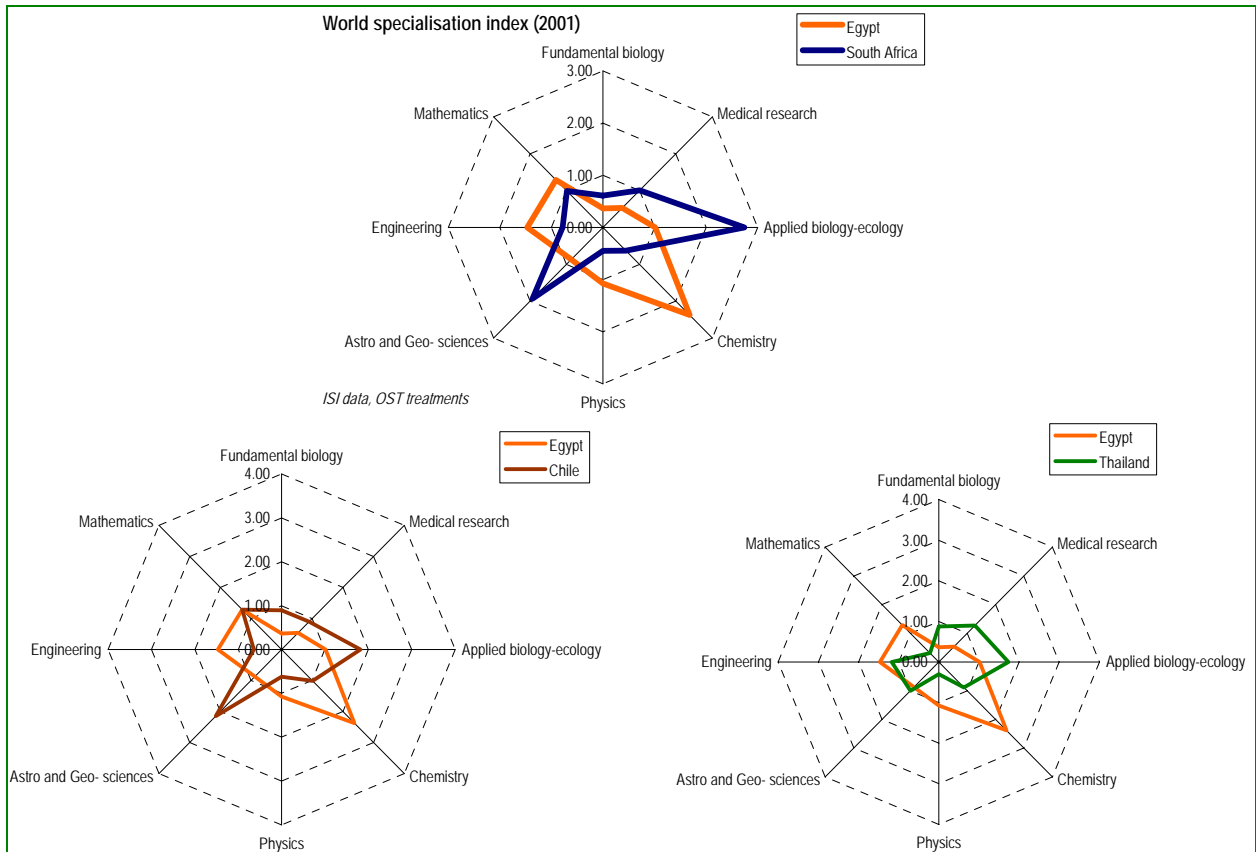 World specialisation index (2001)
Egypt
South Africa
Fundamental biology
3.00
Mathematics
Medical research
2.00
1.00
Engineering
0.00
Applied biology-ecology
Astro and Geo- sciences
Chemistry
ISI data, OST treatments
Physics
Egypt
Chile
Fundamental biology
4.00
Mathematics
Medical research
3.00
2.00
1.00
Engineering
0.00
Applied biology-ecology
Astro and Geo- sciences
Chemistry
Physics
Egypt
Thailand
Fundamental biology
4.00
Mathematics
Medical research
3.00
2.00
1.00
Engineering
0.00
Applied biology-ecology
Astro and Geo- sciences
Chemistry
Physics